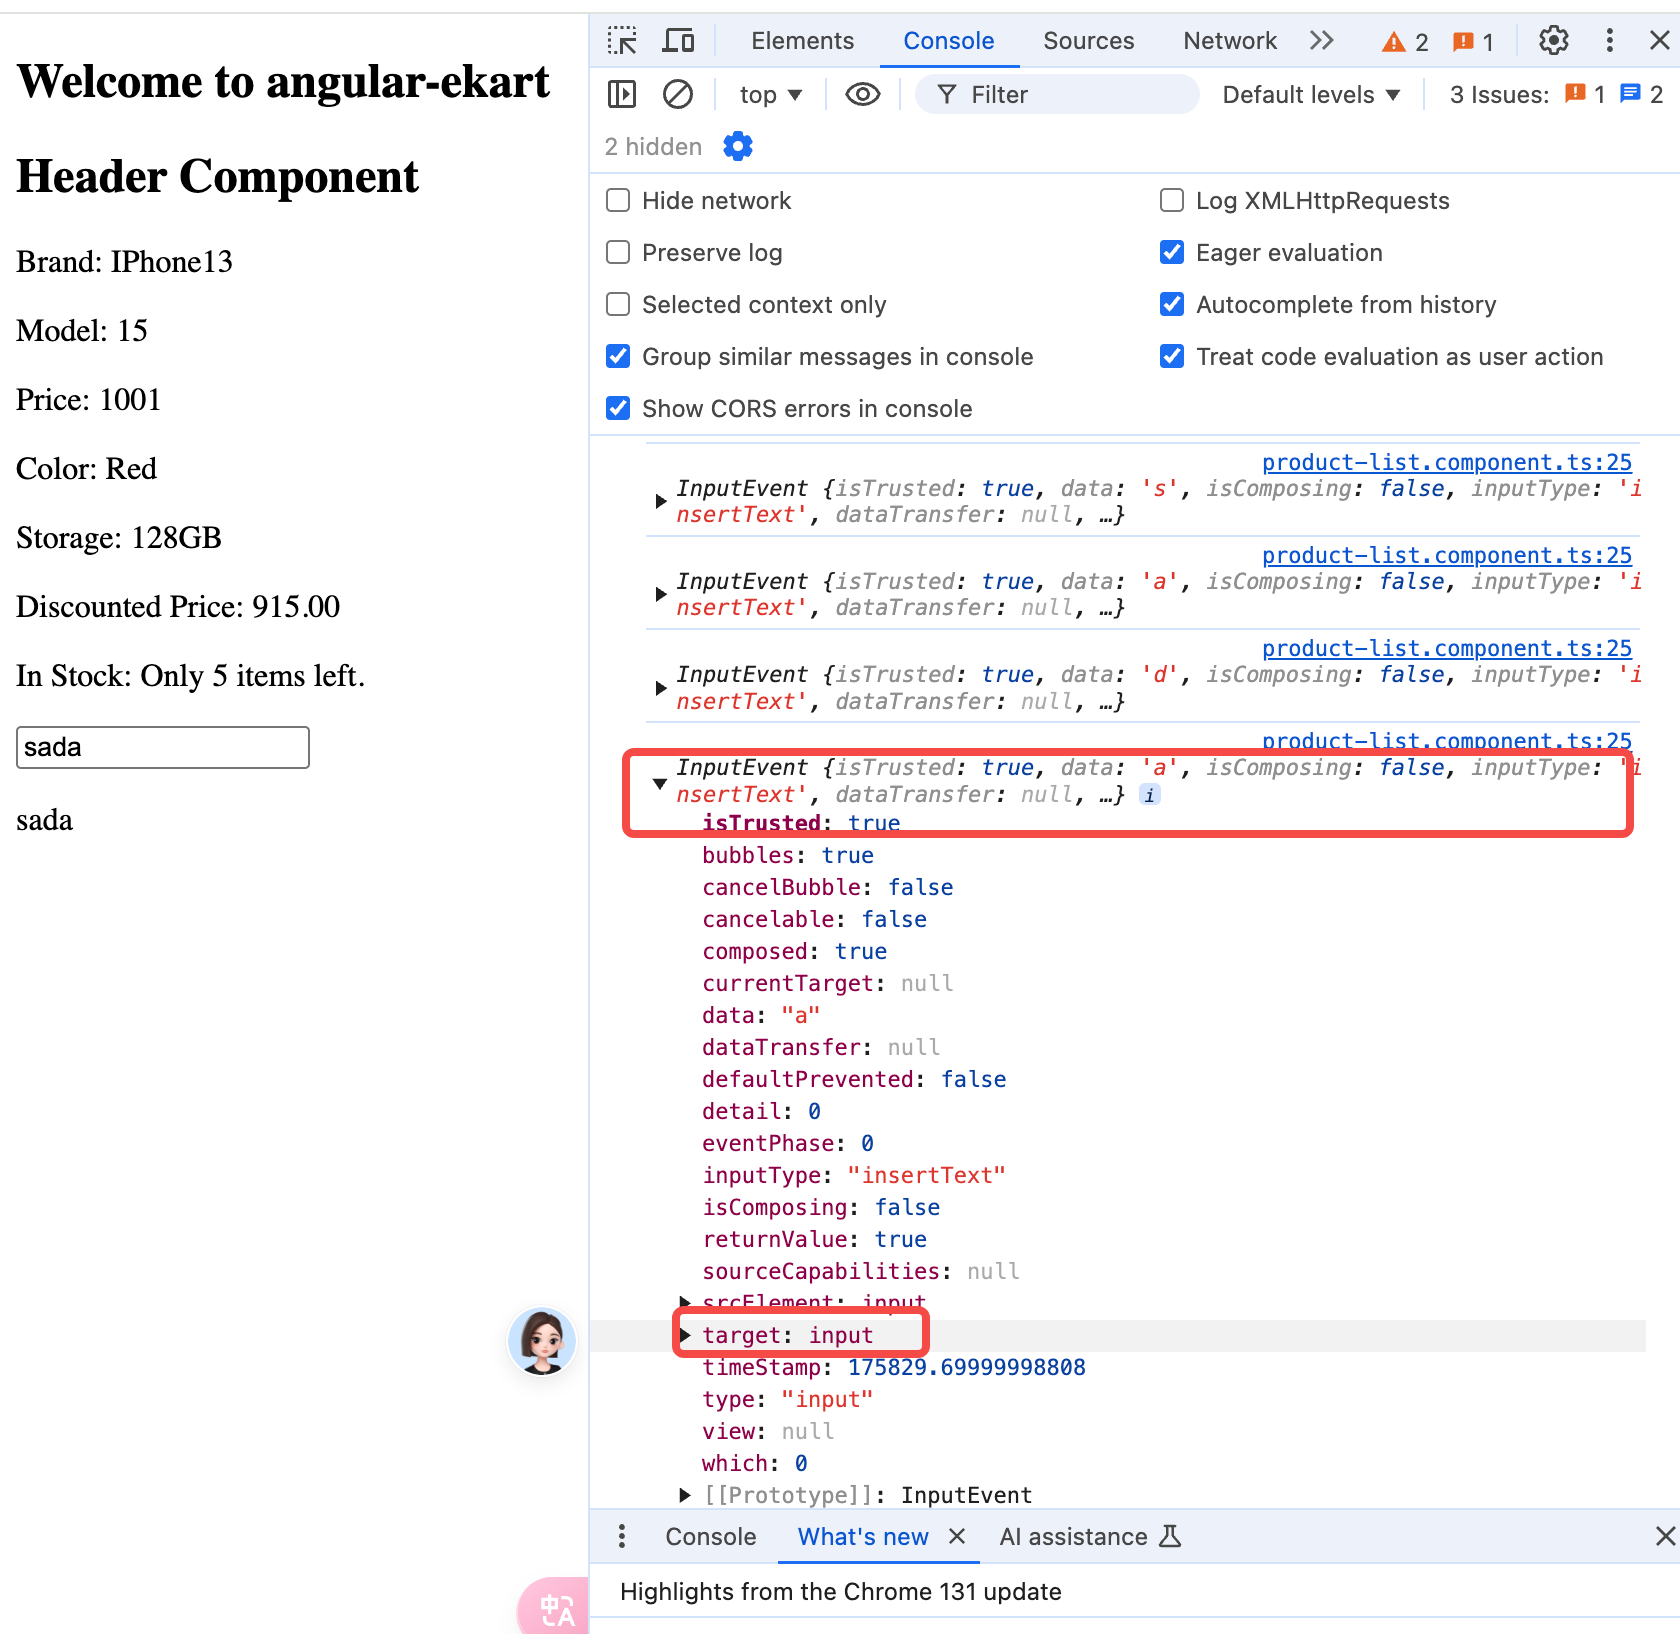 Welcome to angular-ekart
Header Component
Brand: IPhone13
Model: 15
Price: 1001
Color: Red
Storage: 128GB
Discounted Price: 915.00
In Stock: Only 5 items left.
sada
sada
中A
Elements Console Sources Network 2 1
top Filter Default levels 3 Issues: 1 2
2 hidden
Hide network Log XMLHttpRequests
Preserve log Eager evaluation
Selected context only Autocomplete from history
Group similar messages in console Treat code evaluation as user action
Show CORS errors in console
product-list.component.ts:25
InputEvent {isTrusted: true, data: 's', isComposing: false, inputType: 'i
nsertText', dataTransfer: null, …}
product-list.component.ts:25
InputEvent {isTrusted: true, data: 'a', isComposing: false, inputType: 'i
nsertText', dataTransfer: null, …}
product-list.component.ts:25
InputEvent {isTrusted: true, data: 'd', isComposing: false, inputType: 'i
nsertText', dataTransfer: null, …}
product-list.component.ts:25
InputEvent {isTrusted: true, data: 'a', isComposing: false, inputType: 'i
nsertText', dataTransfer: null, …} i
isTrusted: true
bubbles: true
cancelBubble: false
cancelable: false
composed: true
currentTarget: null
data: "a"
dataTransfer: null
defaultPrevented: false
detail: 0
eventPhase: 0
inputType: "insertText"
isComposing: false
returnValue: true
sourceCapabilities: null
srcElement: input
target: input
timeStamp: 175829.69999998808
type: "input"
view: null
which: 0
[[Prototype]]: InputEvent
Console What's new AI assistance
Highlights from the Chrome 131 update